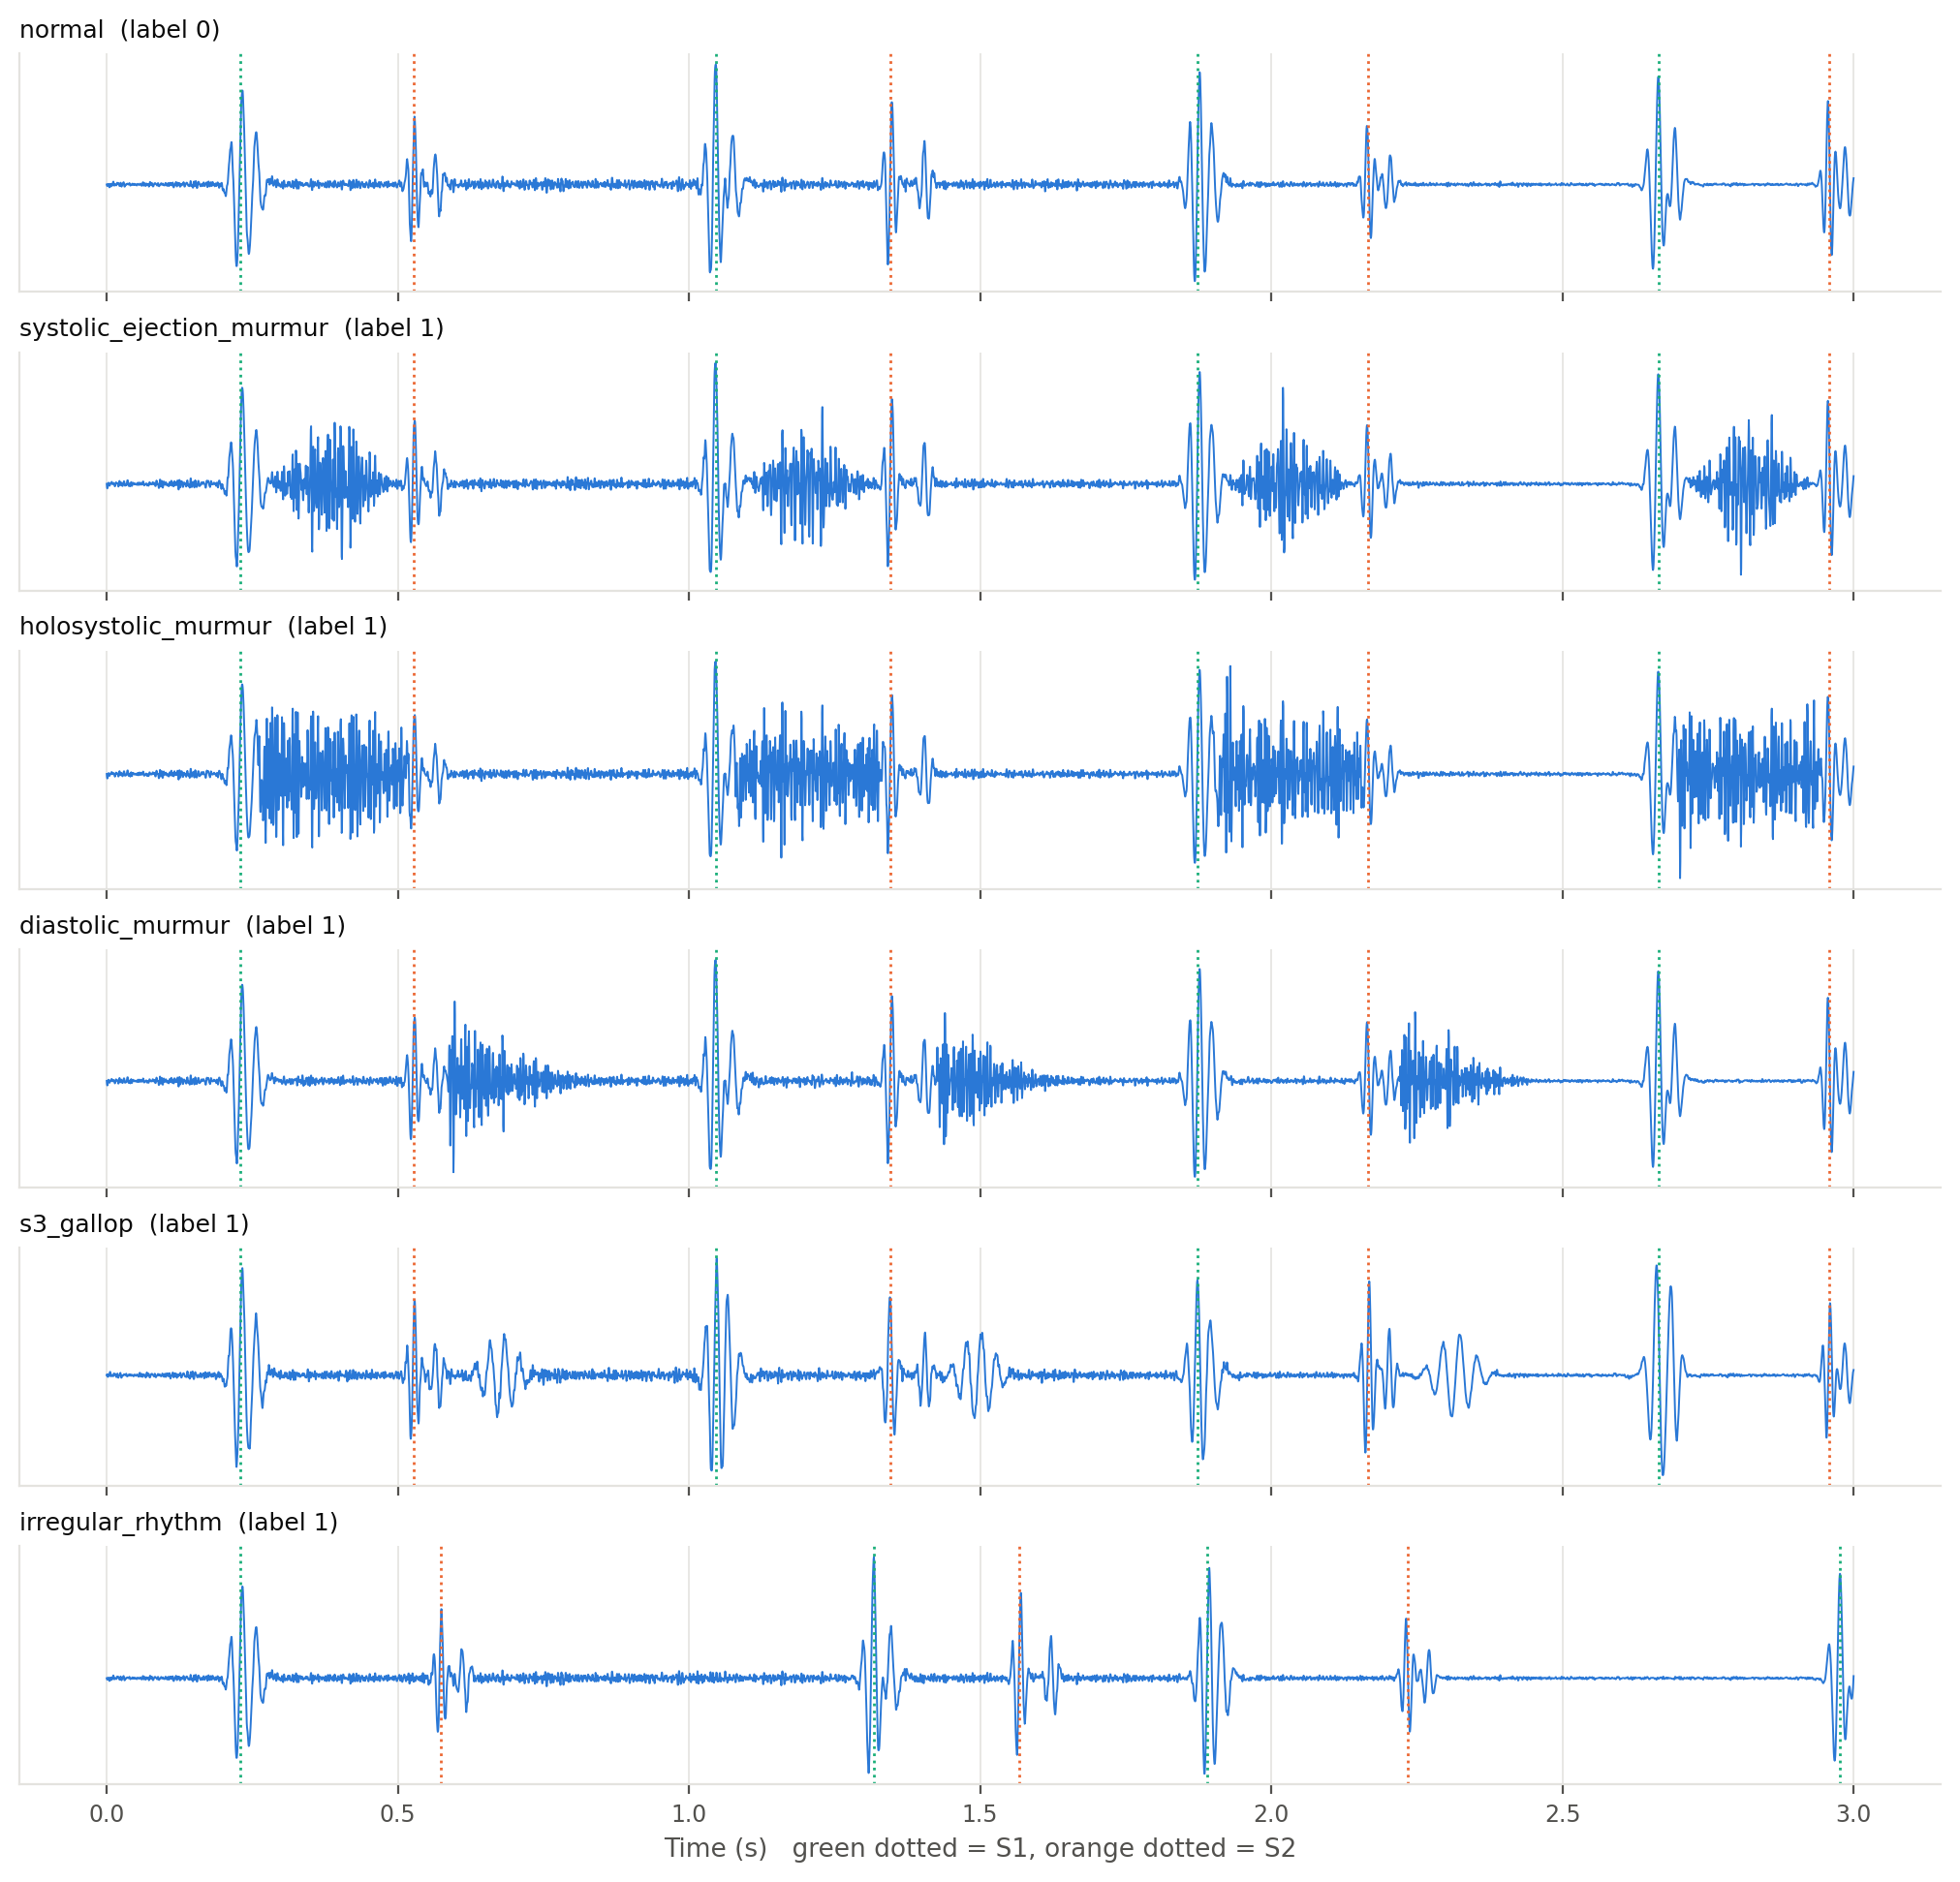 normal  (label 0)
systolic_ejection_murmur  (label 1)
holosystolic_murmur  (label 1)
diastolic_murmur  (label 1)
s3_gallop  (label 1)
irregular_rhythm  (label 1)
0.0 0.5 1.0 1.5 2.0 2.5 3.0
Time (s)   green dotted = S1, orange dotted = S2